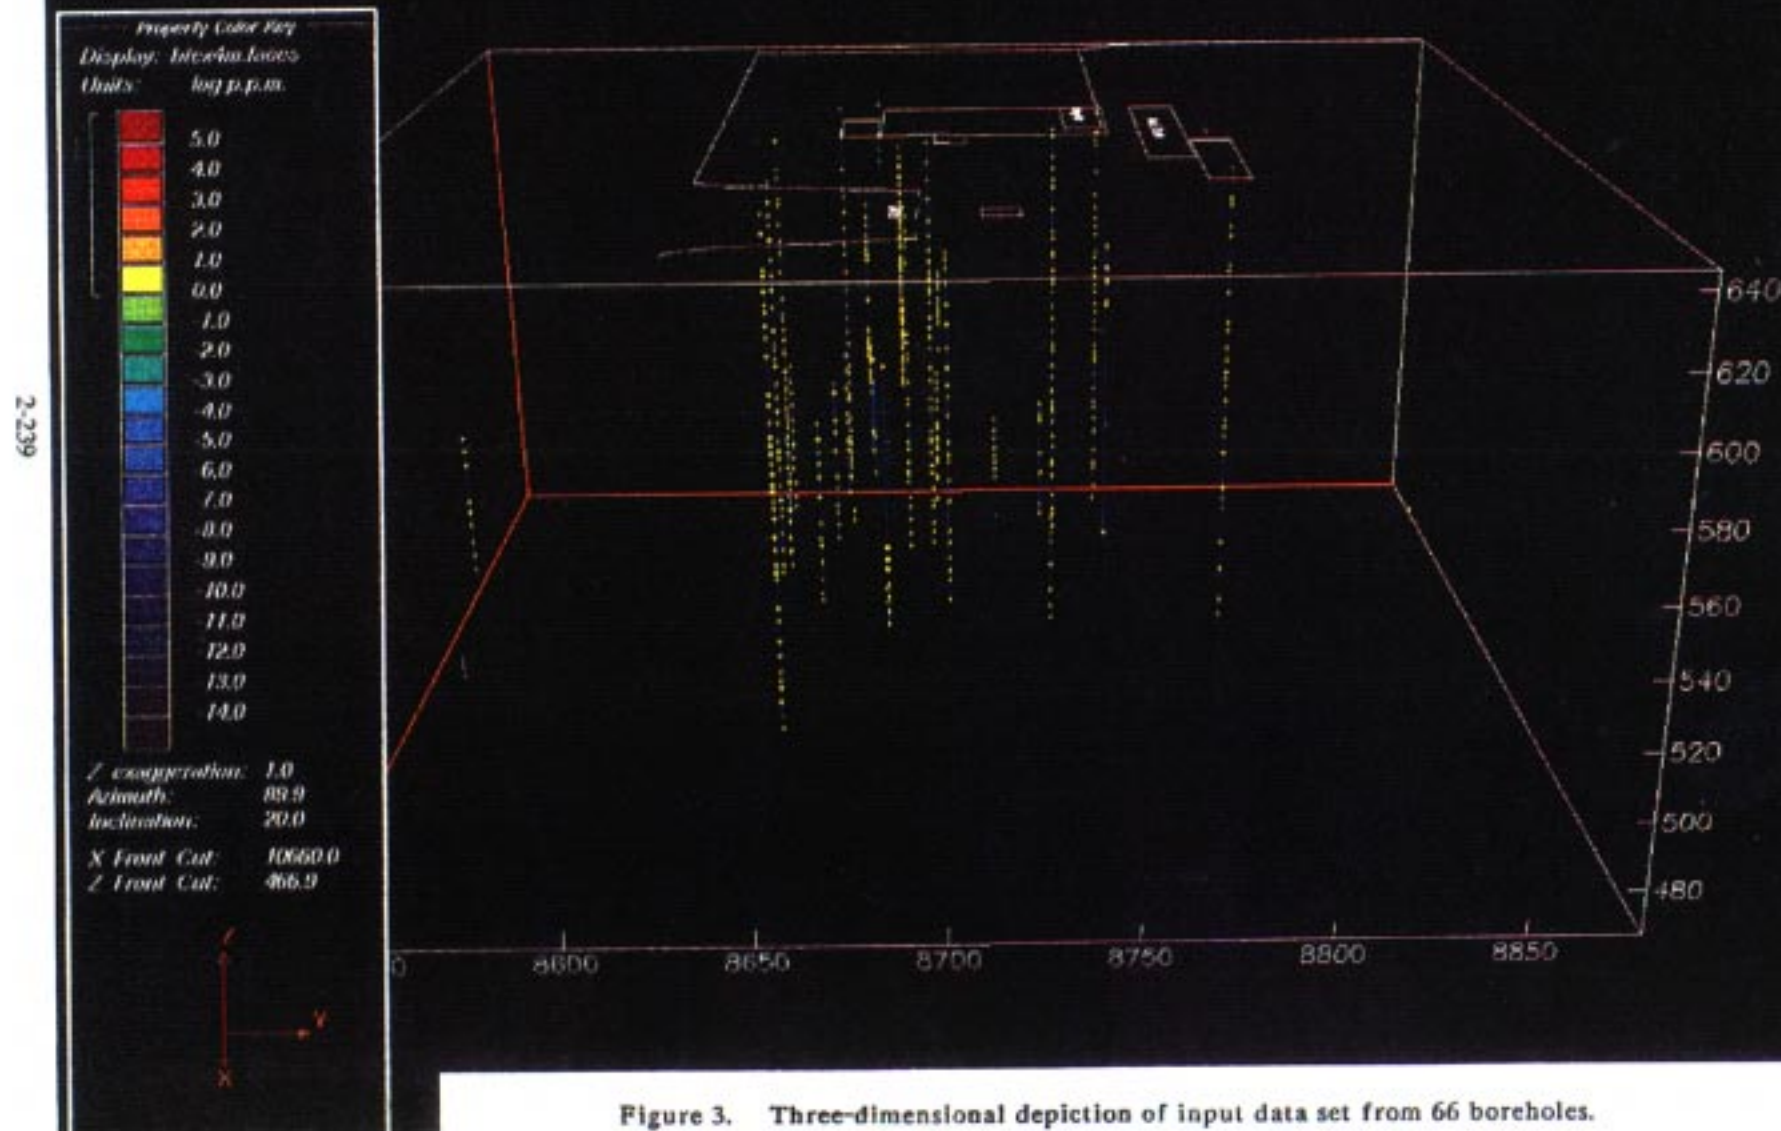 Property Color Key
Display:
Units: log p.p.m.
5.0
4.0
3.0
2.0
1.0
0.0
-1.0
-2.0
-3.0
-4.0
-5.0
6.0
7.0
-8.0
-9.0
-10.0
11.0
12.0
13.0
14.0
Z exaggeration: 1.0
Azimuth: 89.9
Inclination: 20.0
X Front Cut: 10660.0
Z Front Cut: 466.9
Z
Y
X
2-239
640
620
600
580
560
540
520
500
480
0 8600 8650 8700 8750 8800 8850
Figure 3. Three-dimensional depiction of input data set from 66 boreholes.